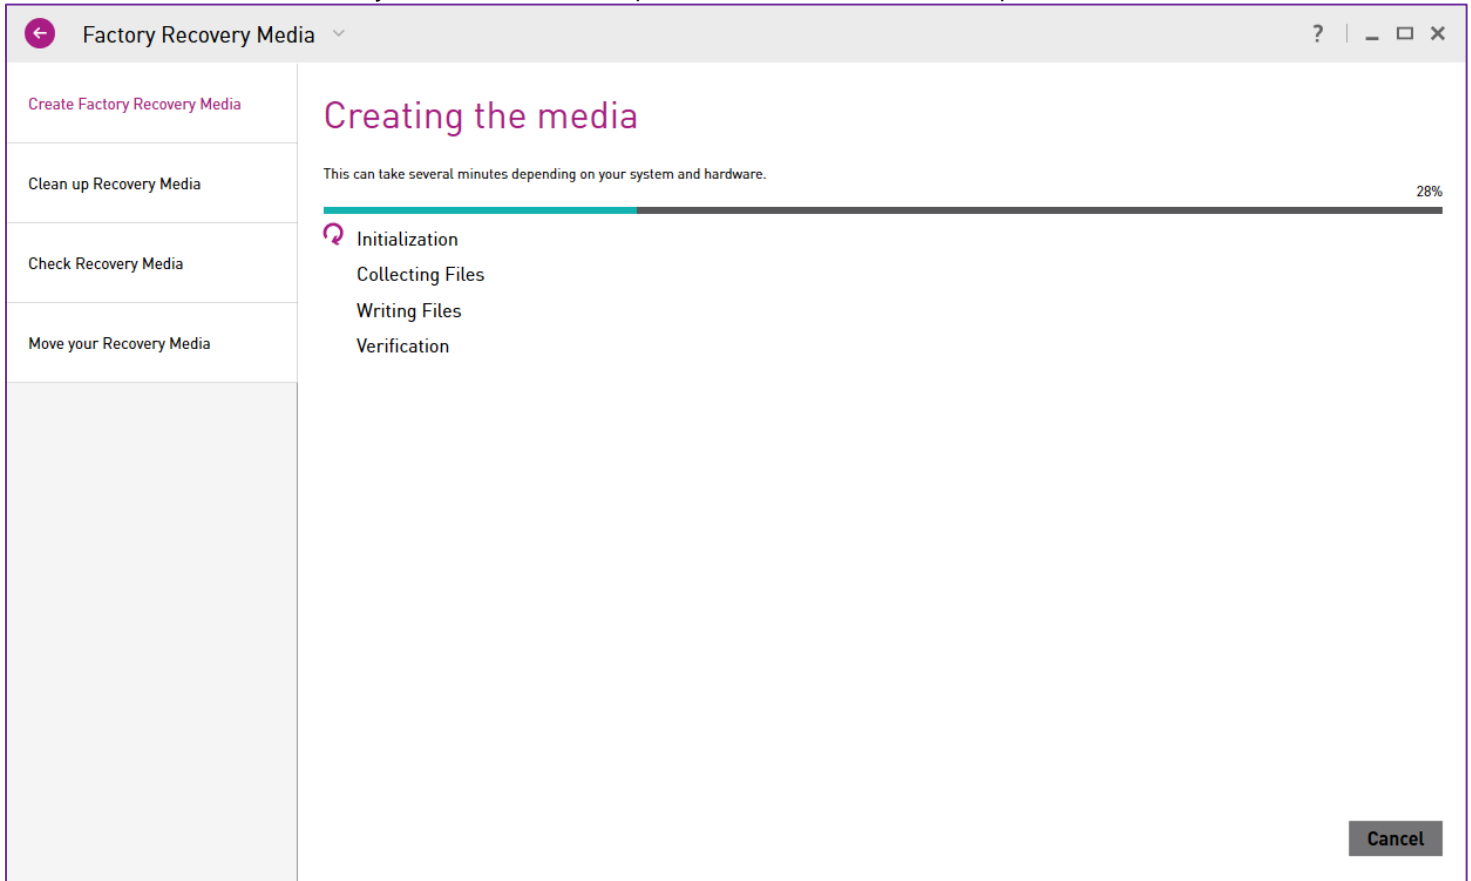 Factory Recovery Media
?
Create Factory Recovery Media
Clean up Recovery Media
Check Recovery Media
Move your Recovery Media
Creating the media
This can take several minutes depending on your system and hardware.
28%
Initialization
Collecting Files
Writing Files
Verification
Cancel